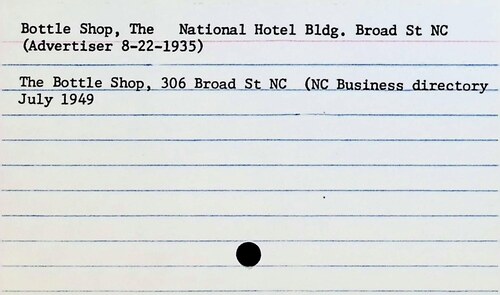 Bottle Shop, The   National Hotel Bldg. Broad St NC
(Advertiser 8-22-1935)
The Bottle Shop, 306 Broad St NC  (NC Business directory
July 1949